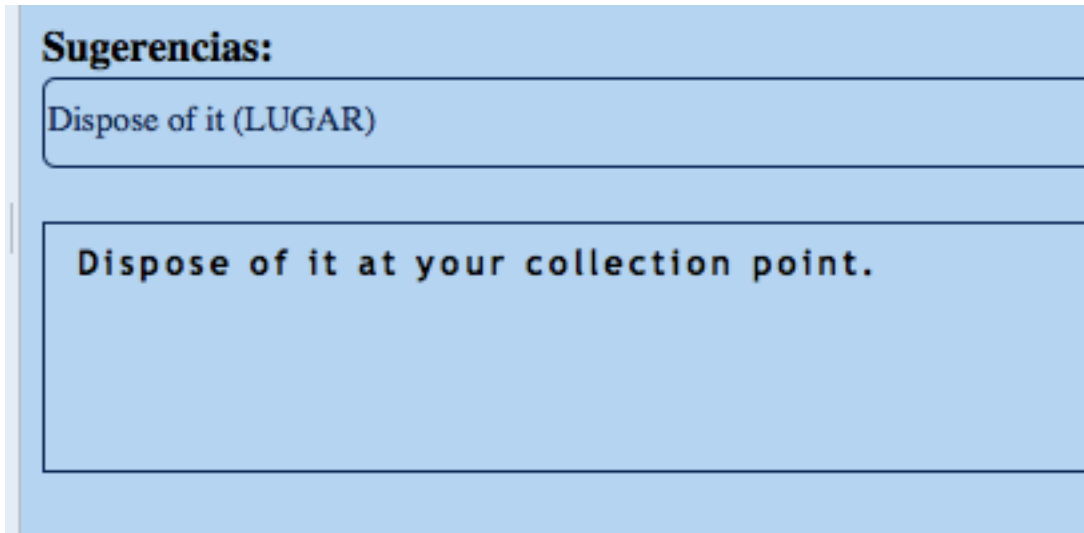 Sugerencias:
Dispose of it (LUGAR)
Dispose of it at your collection point.